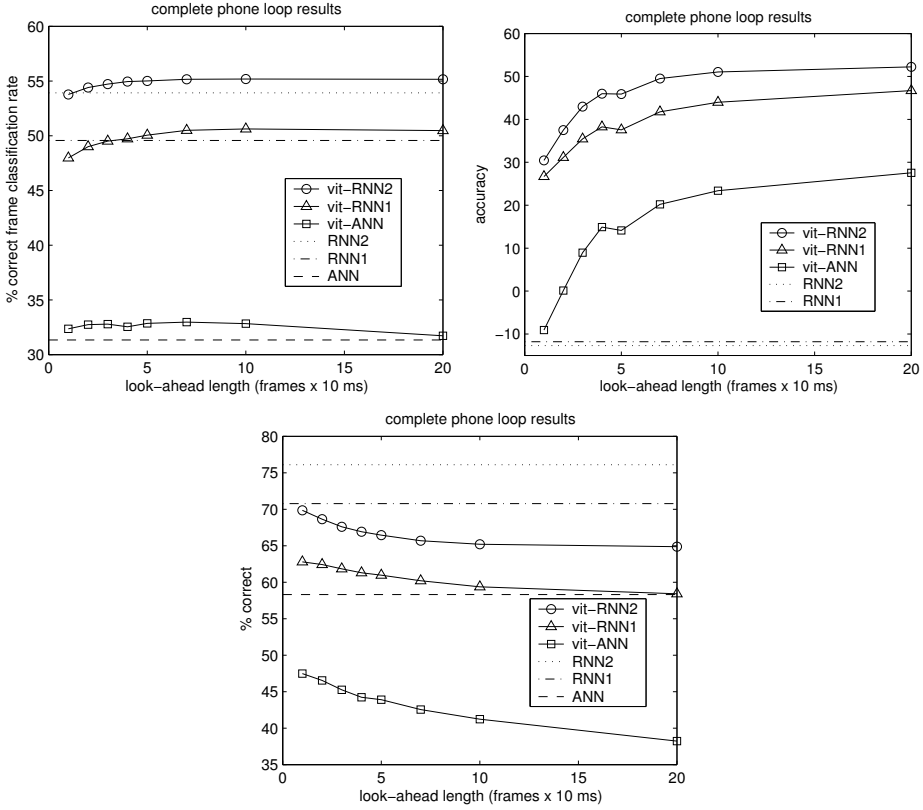 complete phone loop results
% correct frame classification rate
60
55
50
45
40
35
30
vit−RNN2
vit−RNN1
vit−ANN
RNN2
RNN1
ANN
0 5 10 15 20
look−ahead length (frames x 10 ms)
complete phone loop results
accuracy
60
50
40
30
20
10
0
−10
vit−RNN2
vit−RNN1
vit−ANN
RNN2
RNN1
0 5 10 15 20
look−ahead length (frames x 10 ms)
complete phone loop results
% correct
80
75
70
65
60
55
50
45
40
35
vit−RNN2
vit−RNN1
vit−ANN
RNN2
RNN1
ANN
0 5 10 15 20
look−ahead length (frames x 10 ms)